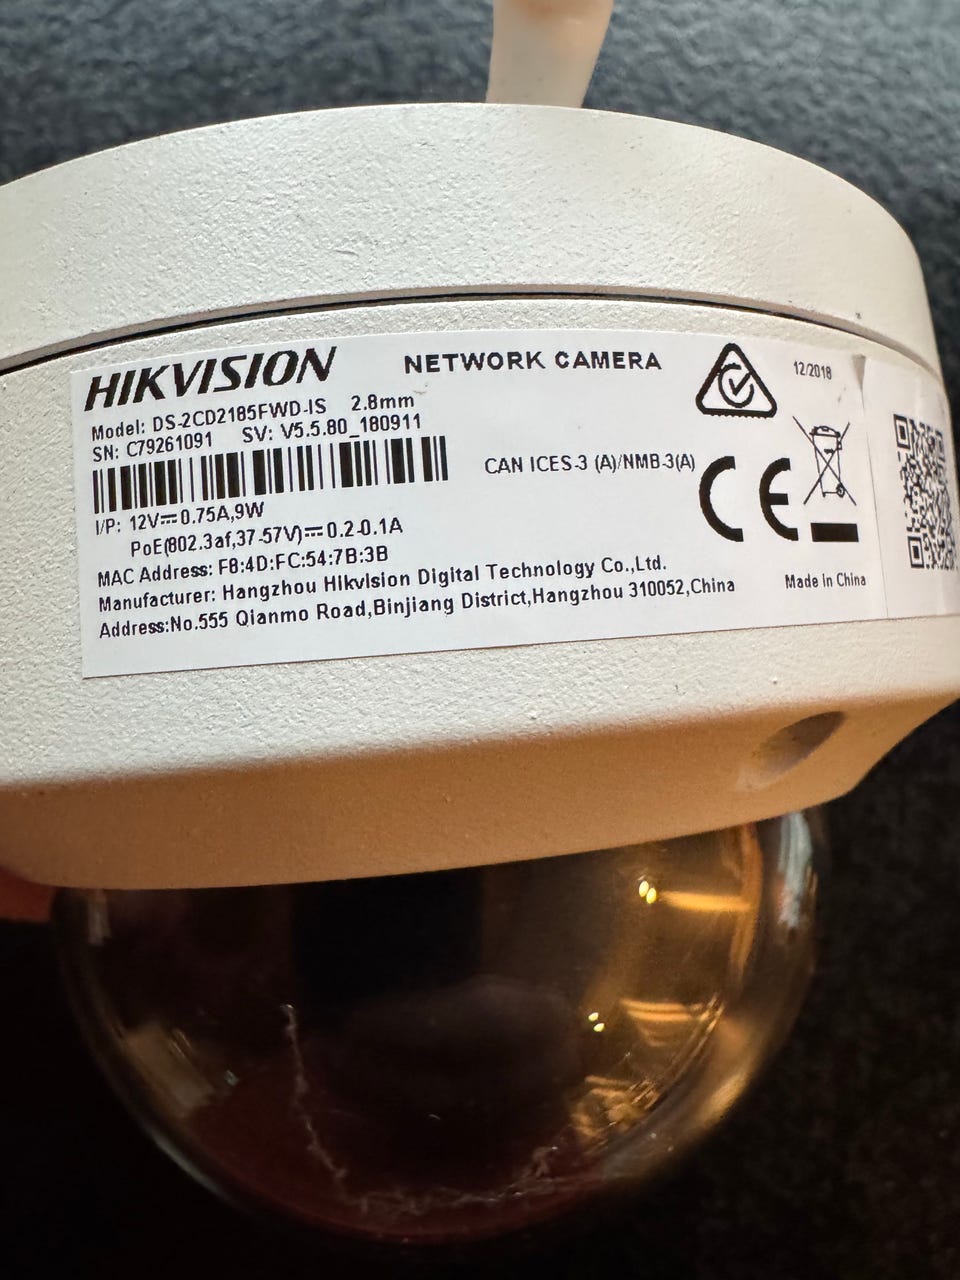 HIKVISION NETWORK CAMERA 12/2018
Model: DS-2CD2185FWD-IS 2.8mm
SN: C79261091 SV: V5.5.80_180911
CAN ICES-3 (A)/NMB-3(A)
CE
I/P: 12V⎓0.75A,9W
PoE(802.3af,37-57V)⎓0.2-0.1A
MAC Address: F8:4D:FC:54:7B:3B
Manufacturer: Hangzhou Hikvision Digital Technology Co.,Ltd.
Address:No.555 Qianmo Road,Binjiang District,Hangzhou 310052,China
Made in China